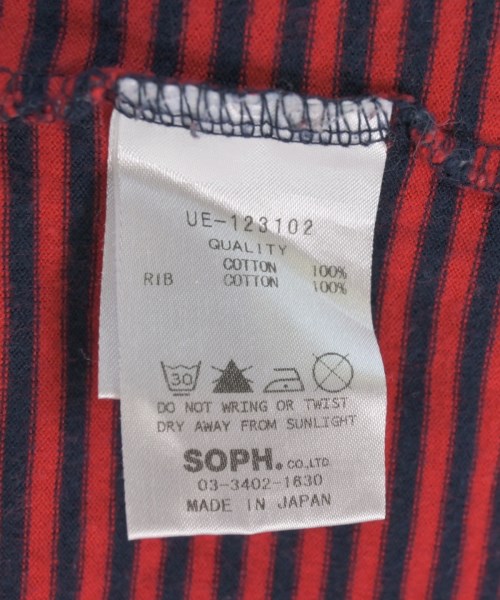 UE-123102
QUALITY
COTTON 100%
RIB COTTON 100%
30
DO NOT WRING OR TWIST
DRY AWAY FROM SUNLIGHT
SOPH. CO.,LTD.
03-3402-1630
MADE IN JAPAN